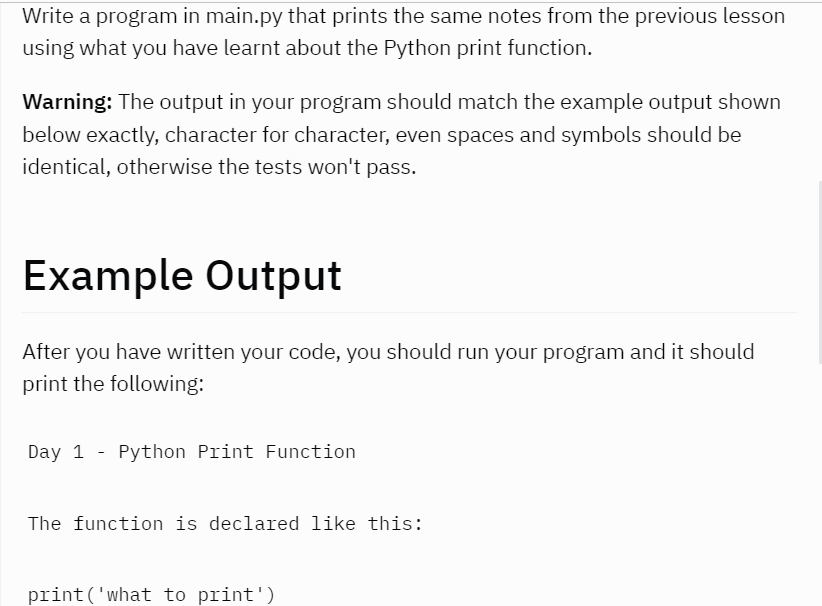 Write a program in main.py that prints the same notes from the previous lesson
using what you have learnt about the Python print function.
Warning: The output in your program should match the example output shown
below exactly, character for character, even spaces and symbols should be
identical, otherwise the tests won't pass.
Example Output
After you have written your code, you should run your program and it should
print the following:
Day 1 - Python Print Function
The function is declared like this:
print('what to print')